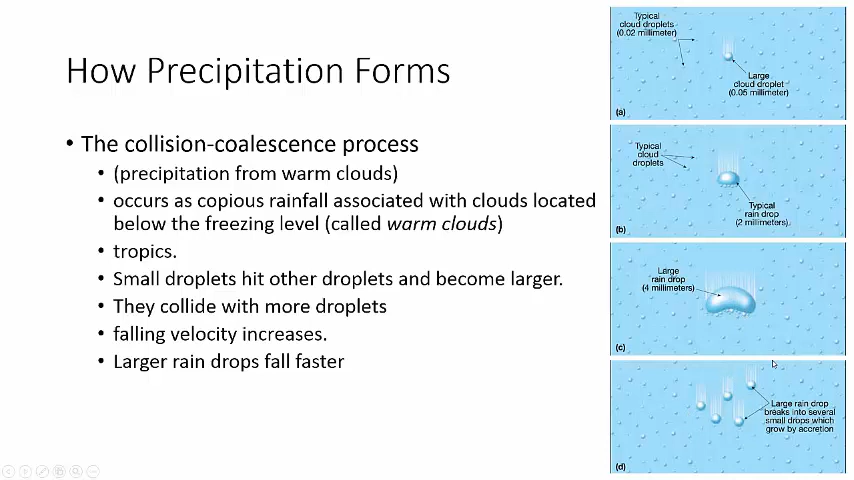 How Precipitation Forms
• The collision-coalescence process
• (precipitation from warm clouds)
• occurs as copious rainfall associated with clouds located
below the freezing level (called warm clouds)
• tropics.
• Small droplets hit other droplets and become larger.
• They collide with more droplets
• falling velocity increases.
• Larger rain drops fall faster
Typical
cloud droplets
(0.02 millimeter)
Large
cloud droplet
(0.05 millimeter)
(a)
Typical
cloud
droplets
Typical
rain drop
(2 millimeters)
(b)
Large
rain drop
(4 millimeters)
(c)
Large rain drop
breaks into several
small drops which
grow by accretion
(d)